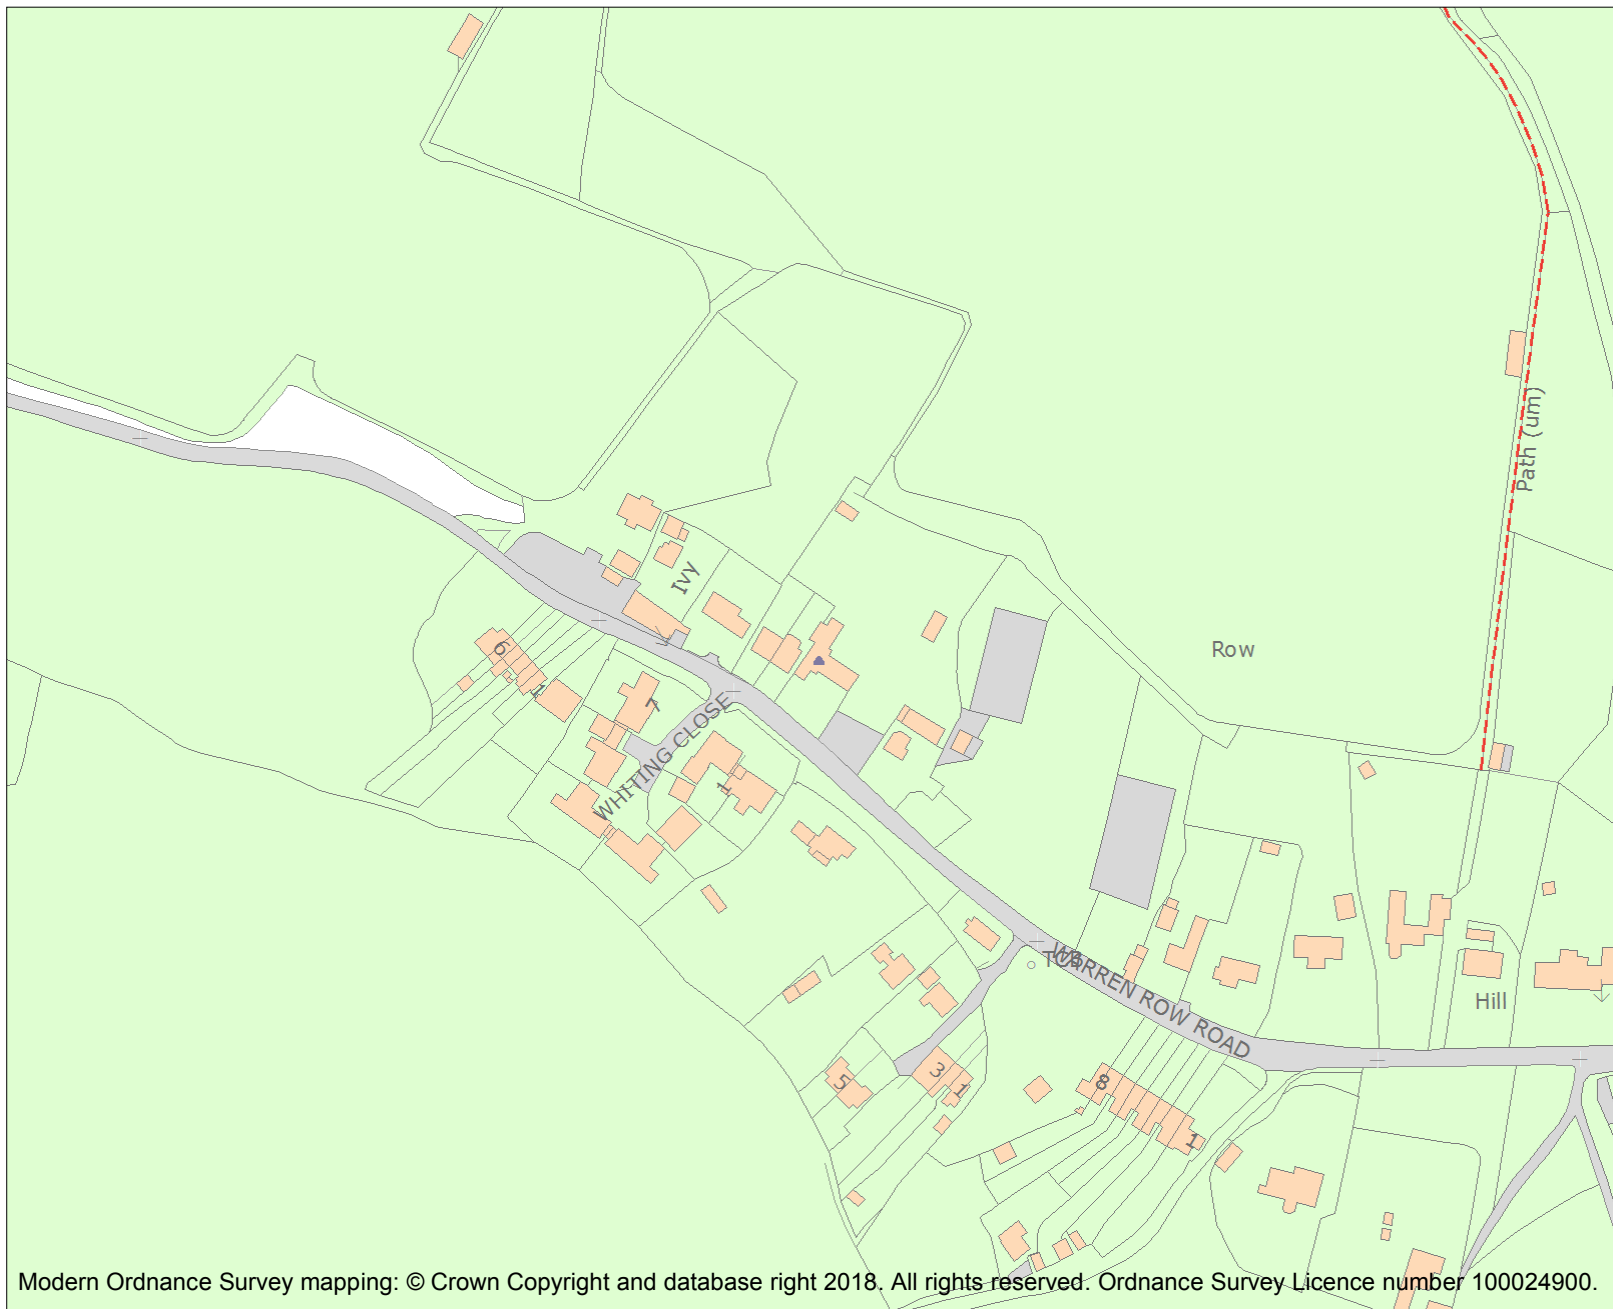 Path (um)
Ivy
Row
6
1
7
WHITING CLOSE
1
WARREN ROW ROAD
TCB
Hill
5
3
1
8
1
Modern Ordnance Survey mapping: © Crown Copyright and database right 2018. All rights reserved. Ordnance Survey Licence number 100024900.